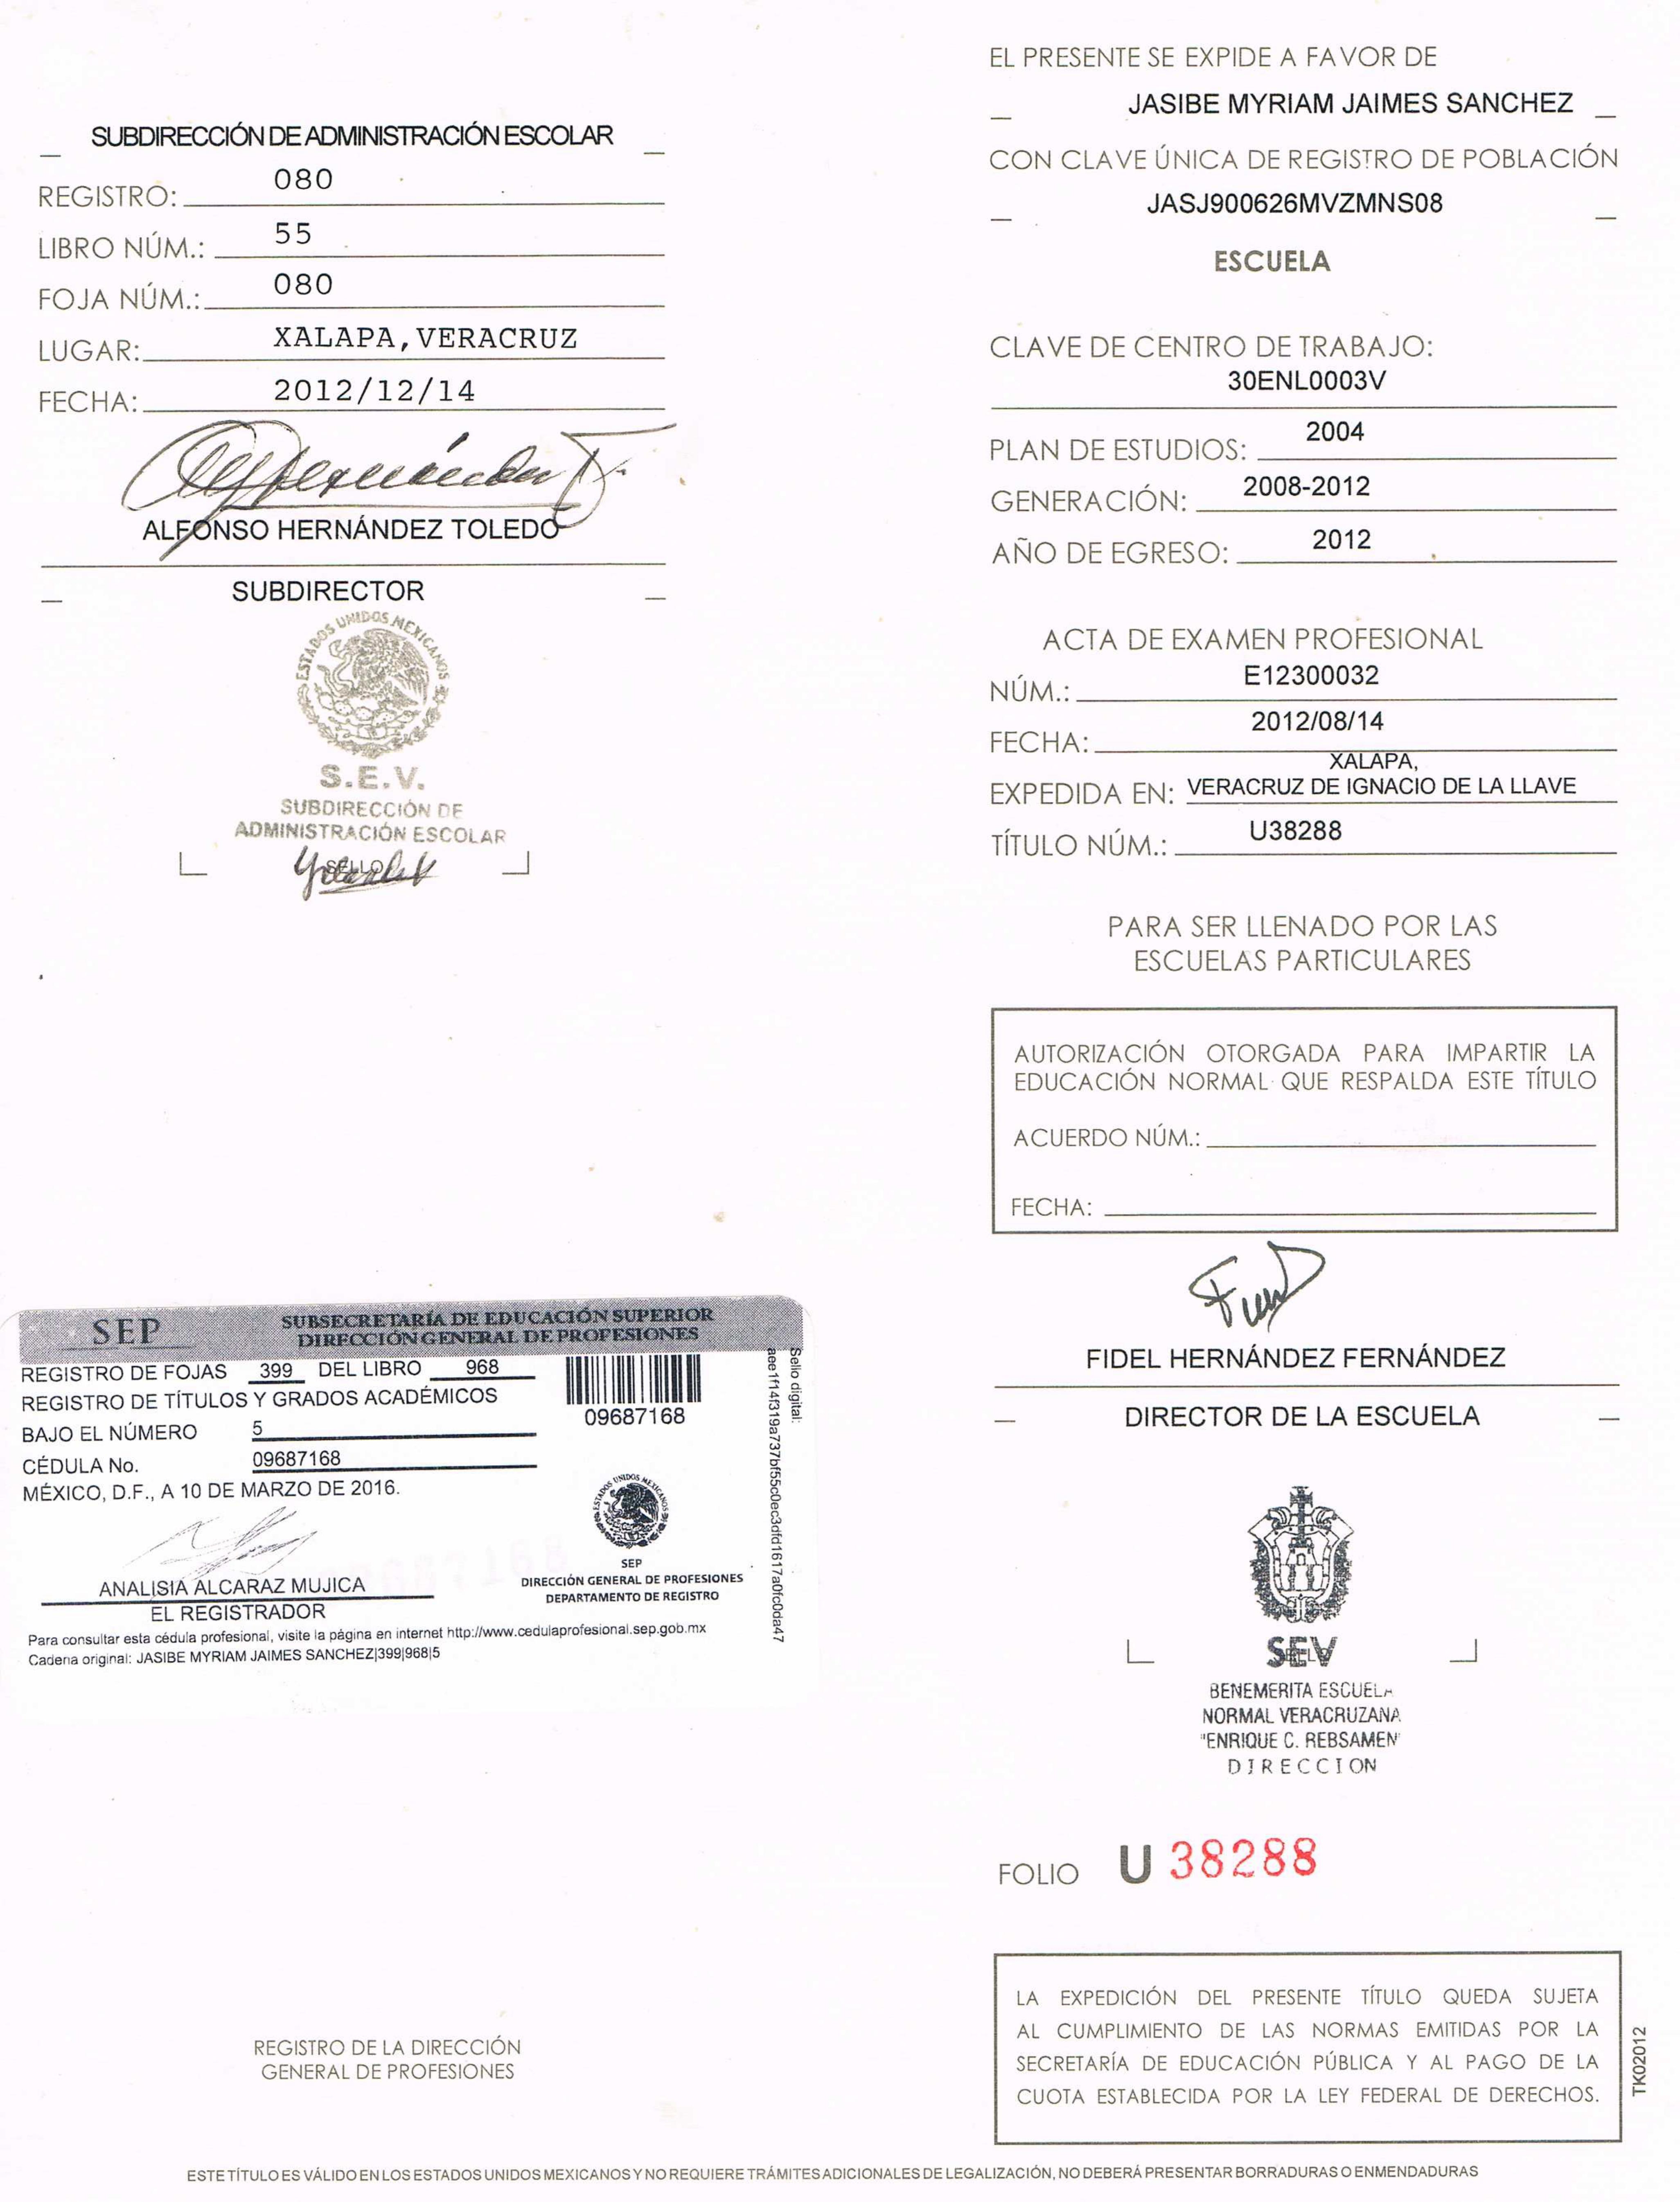 SUBDIRECCIÓN DE ADMINISTRACIÓN ESCOLAR
REGISTRO: 080
LIBRO NÚM.: 55
FOJA NÚM.: 080
LUGAR: XALAPA, VERACRUZ
FECHA: 2012/12/14
ALFONSO HERNÁNDEZ TOLEDO
SUBDIRECTOR
ESTADOS UNIDOS MEXICANOS
S.E.V.
SUBDIRECCIÓN DE
ADMINISTRACIÓN ESCOLAR
SELLO
SEP
SUBSECRETARÍA DE EDUCACIÓN SUPERIOR
DIRECCIÓN GENERAL DE PROFESIONES
REGISTRO DE FOJAS 399 DEL LIBRO 968
REGISTRO DE TÍTULOS Y GRADOS ACADÉMICOS
BAJO EL NÚMERO 5
CÉDULA No. 09687168
MÉXICO, D.F., A 10 DE MARZO DE 2016.
09687168
ESTADOS UNIDOS MEXICANOS
SEP
DIRECCIÓN GENERAL DE PROFESIONES
DEPARTAMENTO DE REGISTRO
ANALISIA ALCARAZ MUJICA
EL REGISTRADOR
Para consultar esta cédula profesional, visite la página en internet http://www.cedulaprofesional.sep.gob.mx
Cadena original: JASIBE MYRIAM JAIMES SANCHEZ|399|968|5
Sello digital:
aee1f14f319a737bf55c0ec3dfd1617a0fc0da47
REGISTRO DE LA DIRECCIÓN
GENERAL DE PROFESIONES
EL PRESENTE SE EXPIDE A FAVOR DE
JASIBE MYRIAM JAIMES SANCHEZ
CON CLAVE ÚNICA DE REGISTRO DE POBLACIÓN
JASJ900626MVZMNS08
ESCUELA
CLAVE DE CENTRO DE TRABAJO:
30ENL0003V
PLAN DE ESTUDIOS: 2004
GENERACIÓN: 2008-2012
AÑO DE EGRESO: 2012
ACTA DE EXAMEN PROFESIONAL
NÚM.: E12300032
FECHA: 2012/08/14
XALAPA,
EXPEDIDA EN: VERACRUZ DE IGNACIO DE LA LLAVE
TÍTULO NÚM.: U38288
PARA SER LLENADO POR LAS
ESCUELAS PARTICULARES
AUTORIZACIÓN OTORGADA PARA IMPARTIR LA
EDUCACIÓN NORMAL QUE RESPALDA ESTE TÍTULO
ACUERDO NÚM.:
FECHA:
FIDEL HERNÁNDEZ FERNÁNDEZ
DIRECTOR DE LA ESCUELA
SEV
BENEMERITA ESCUELA
NORMAL VERACRUZANA
"ENRIQUE C. REBSAMEN"
DIRECCION
FOLIO U 38288
LA EXPEDICIÓN DEL PRESENTE TÍTULO QUEDA SUJETA
AL CUMPLIMIENTO DE LAS NORMAS EMITIDAS POR LA
SECRETARÍA DE EDUCACIÓN PÚBLICA Y AL PAGO DE LA
CUOTA ESTABLECIDA POR LA LEY FEDERAL DE DERECHOS.
TK02012
ESTE TÍTULO ES VÁLIDO EN LOS ESTADOS UNIDOS MEXICANOS Y NO REQUIERE TRÁMITES ADICIONALES DE LEGALIZACIÓN, NO DEBERÁ PRESENTAR BORRADURAS O ENMENDADURAS